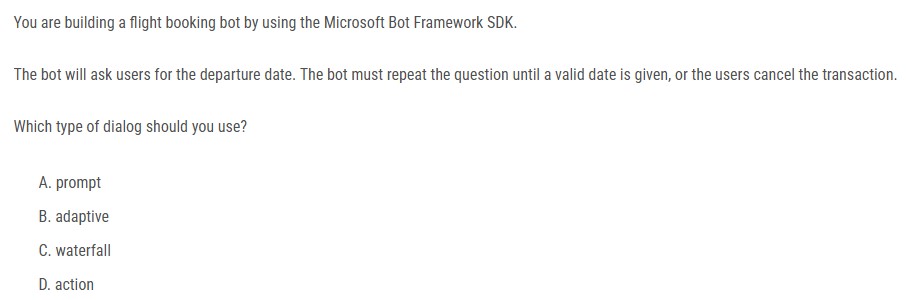 You are building a flight booking bot by using the Microsoft Bot Framework SDK.
The bot will ask users for the departure date. The bot must repeat the question until a valid date is given, or the users cancel the transaction.
Which type of dialog should you use?
A. prompt
B. adaptive
C. waterfall
D. action